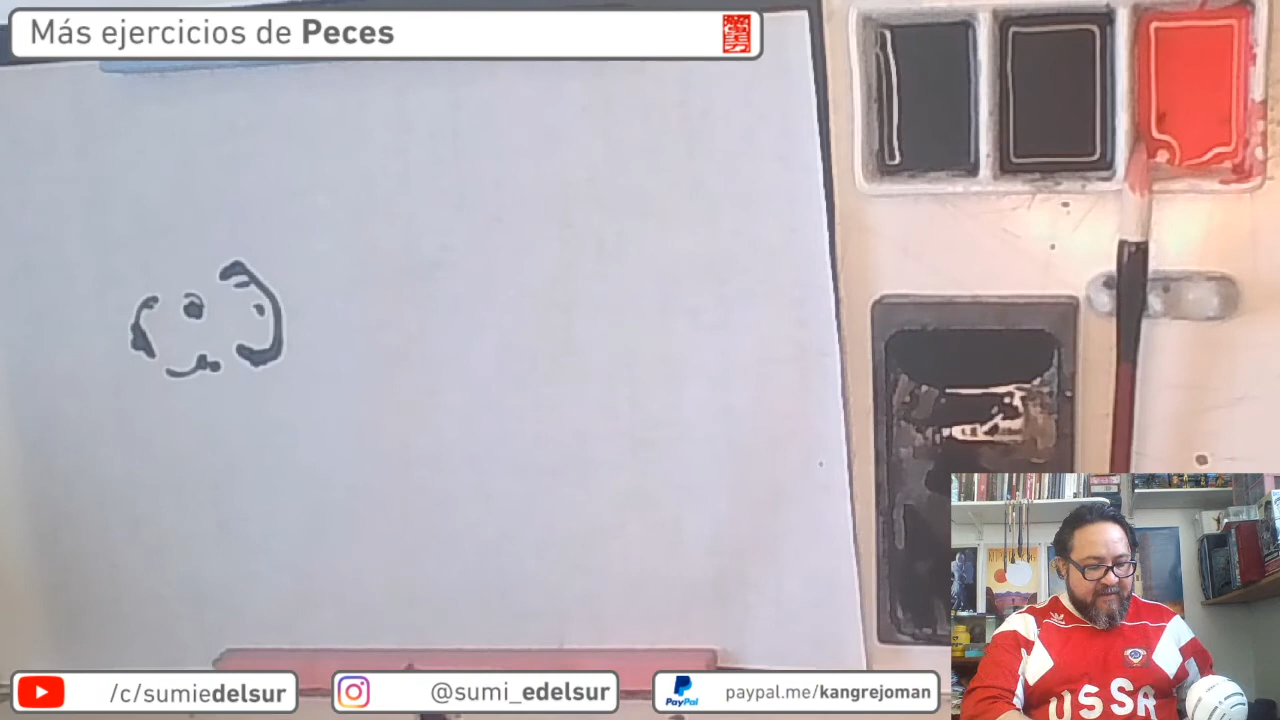 Más ejercicios de Peces
/c/sumiedelsur
@sumi_edelsur
PayPal
paypal.me/kangrejoman
USSR